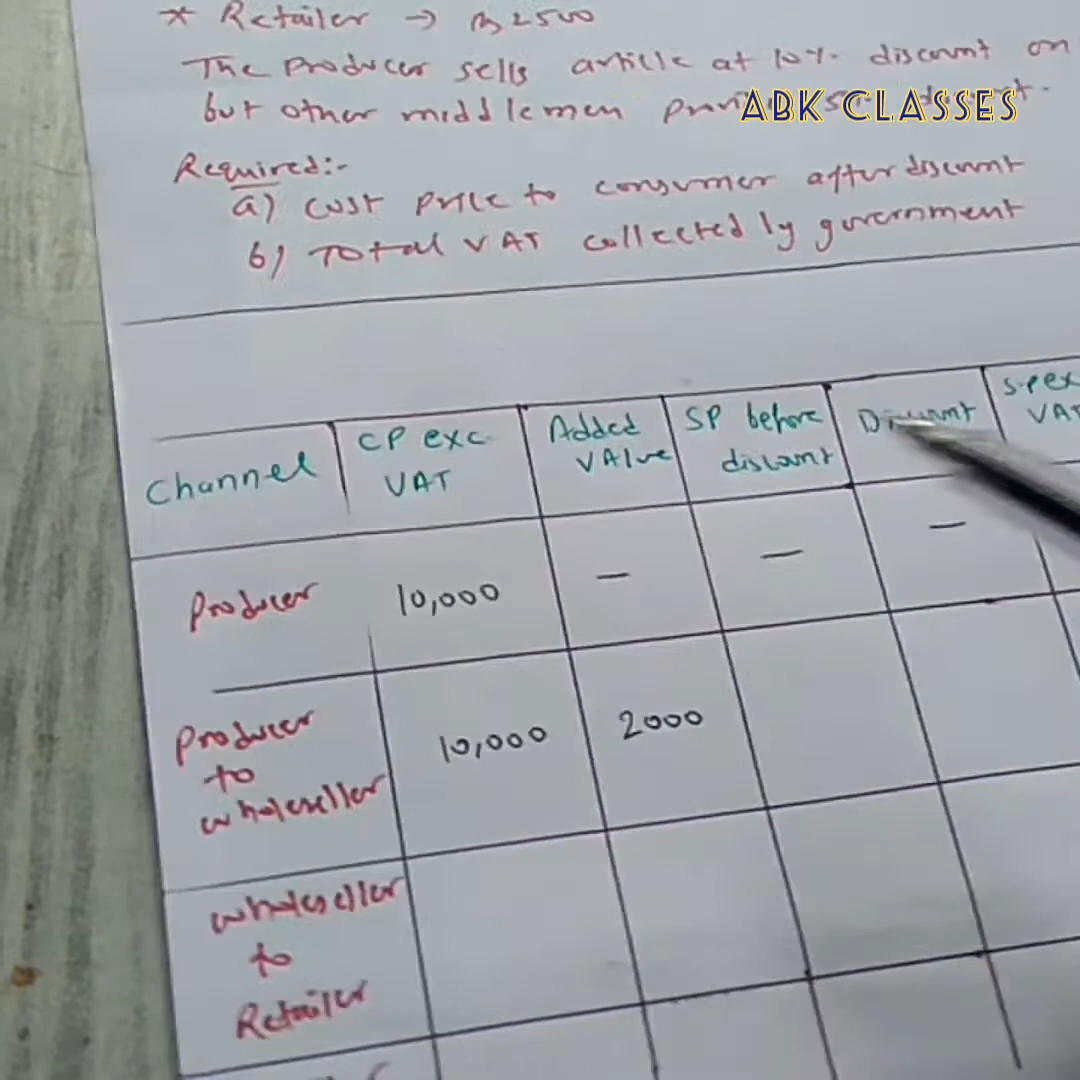 * Retailer → Rs 2500
The producer sells article at 10% discount on
but other middlemen
ABK CLASSES
Required:-
a) Cost price to consumer after discount
b) Total VAT collected by government
Channel
CP exc VAT
Added VAlue
SP before discount
Discount
S.P exc VAT
producer
10,000
—
—
—
producer to wholeseller
10,000
2000
wholeseller to Retailer